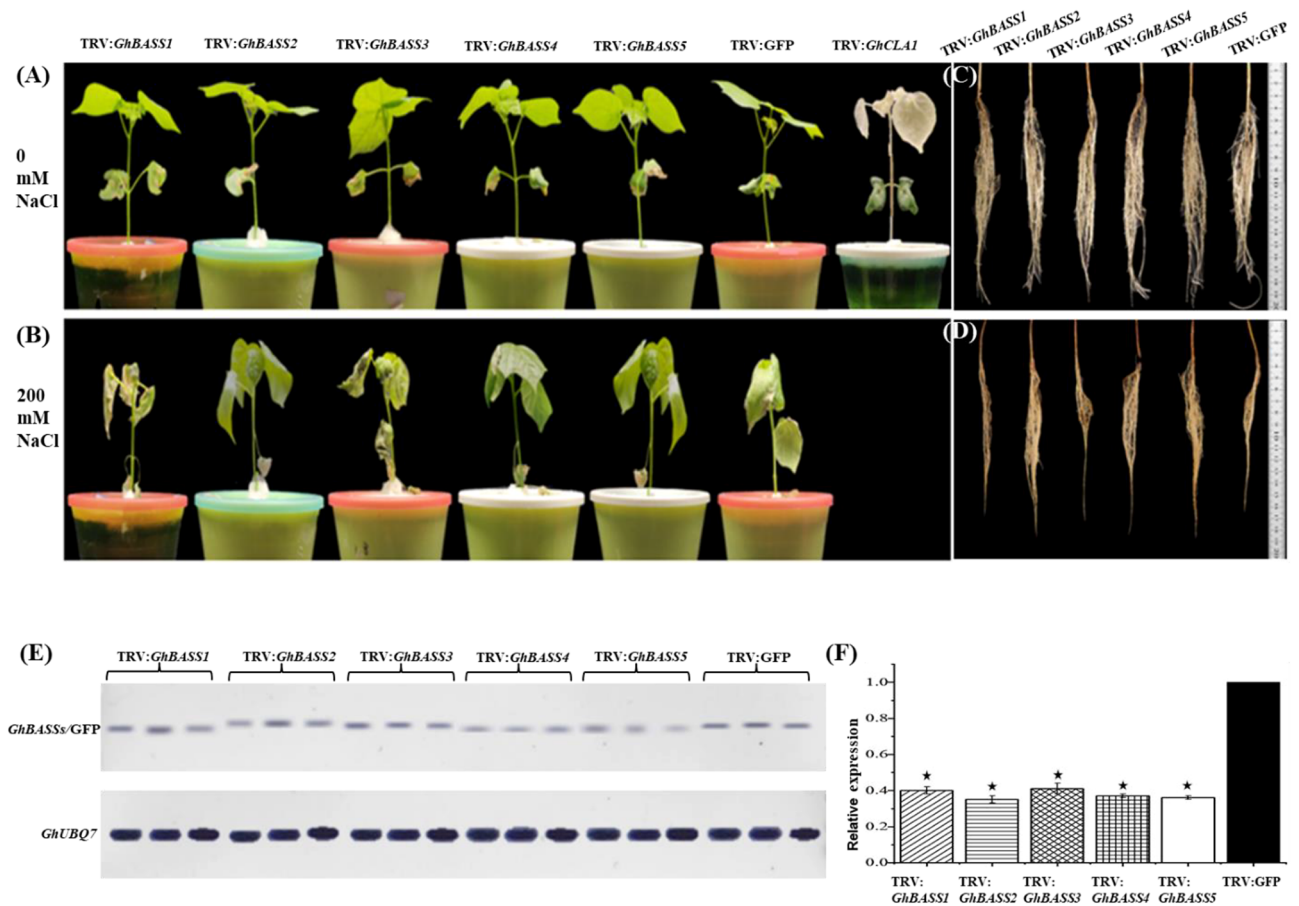 TRV:GhBASS1 TRV:GhBASS2 TRV:GhBASS3 TRV:GhBASS4 TRV:GhBASS5 TRV:GFP TRV:GhCLA1
TRV:GhBASS1 TRV:GhBASS2 TRV:GhBASS3 TRV:GhBASS4 TRV:GhBASS5 TRV:GFP
(A)
(C)
0
mM
NaCl
(B)
(D)
200
mM
NaCl
(E)
TRV:GhBASS1 TRV:GhBASS2 TRV:GhBASS3 TRV:GhBASS4 TRV:GhBASS5 TRV:GFP
GhBASSs/GFP
GhUBQ7
(F)
Relative expression
1.0
0.8
0.6
0.4
0.2
0.0
★ ★ ★ ★ ★
TRV: TRV: TRV: TRV: TRV: TRV:GFP
GhBASS1 GhBASS2 GhBASS3 GhBASS4 GhBASS5